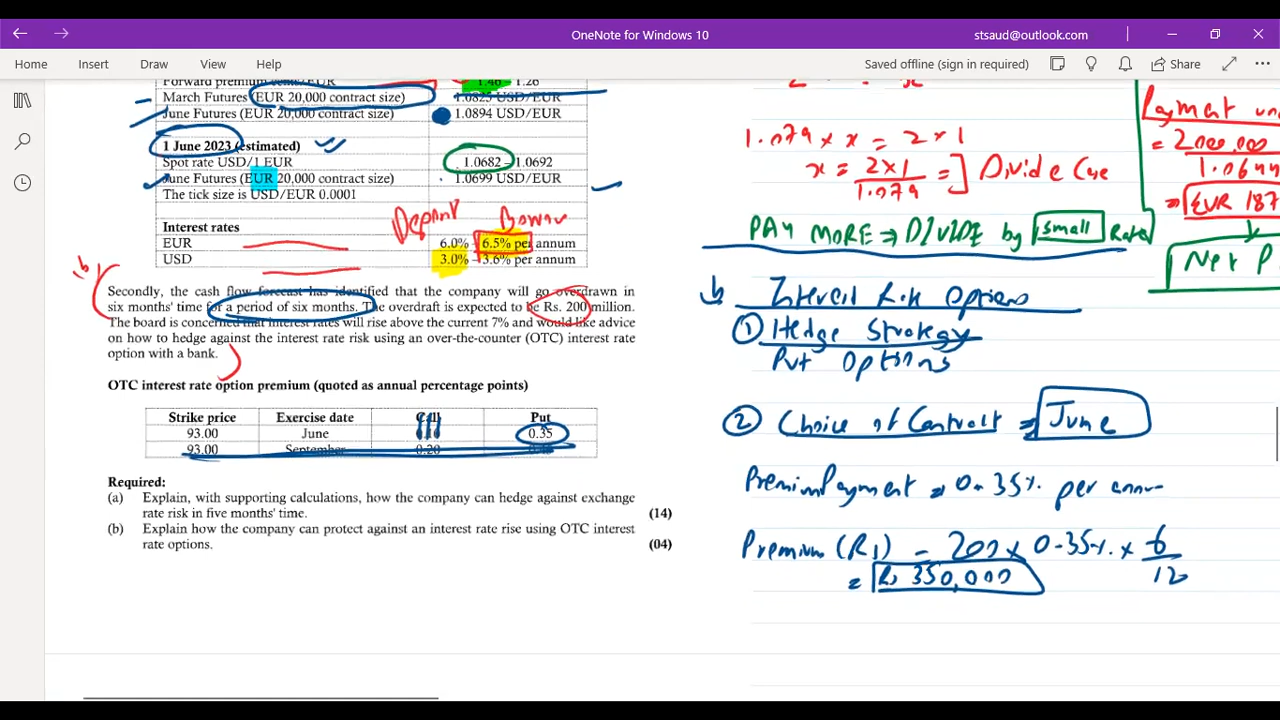 OneNote for Windows 10
stsaud@outlook.com
Home Insert Draw View Help
Saved offline (sign in required)
Share
March Futures (EUR 20,000 contract size) 1.0825 USD/EUR
June Futures (EUR 20,000 contract size) 1.0894 USD/EUR
1 June 2023 (estimated)
Spot rate USD/1 EUR 1.0682 1.0692
June Futures (EUR 20,000 contract size) 1.0699 USD/EUR
The tick size is USD/EUR 0.0001
Deposit Borrow
Interest rates
EUR 6.0% 6.5% per annum
USD 3.0% 3.6% per annum
b
Secondly, the cash flow forecast has identified that the company will go overdrawn in
six months' time for a period of six months. The overdraft is expected to be Rs. 200 million.
The board is concerned that interest rates will rise above the current 7% and would like advice
on how to hedge against the interest rate risk using an over-the-counter (OTC) interest rate
option with a bank.
OTC interest rate option premium (quoted as annual percentage points)
Strike price Exercise date Call Put
93.00 June 0.35
93.00 September 0.20
Required:
(a) Explain, with supporting calculations, how the company can hedge against exchange
rate risk in five months' time. (14)
(b) Explain how the company can protect against an interest rate rise using OTC interest
rate options. (04)
1.079 x x = 2 x 1
x = 2 x 1
1.079
= ] Divide Case
PAY MORE ⇒ DIVIDE by small Rate
Payment un
= 2000,000
1.0644
= EUR 187
Net P
b Interest Risk Options
① Hedge Strategy
Put Options
② Choice of Contract ⇒ June
Premium Payment ⇒ 0.35% per annum
Premium (Rs) = 200 x 0.35% x 6
12
= Rs 350,000